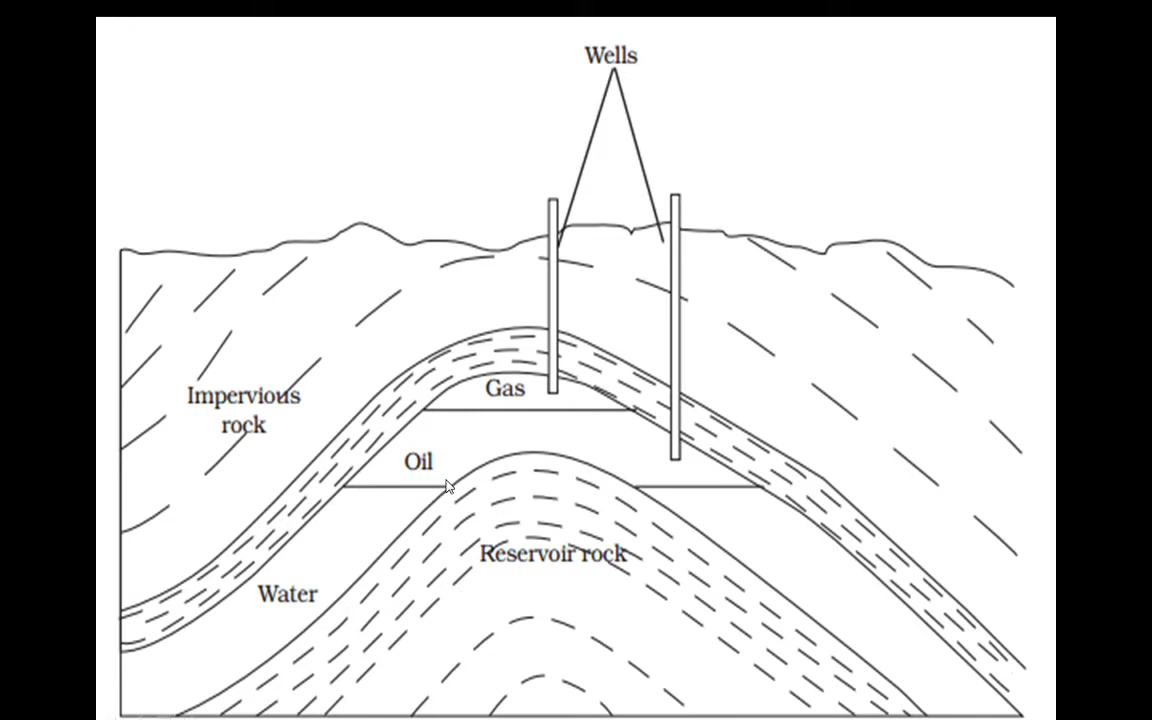 Wells
Impervious
rock
Gas
Oil
Reservoir rock
Water